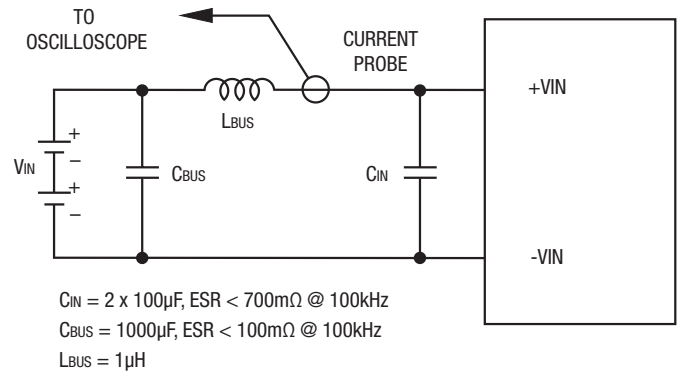 TO
OSCILLOSCOPE
CURRENT
PROBE
+VIN
LBUS
+
−
VIN
+
−
CBUS
CIN
-VIN
CIN = 2 x 100µF, ESR < 700mΩ @ 100kHz
CBUS = 1000µF, ESR < 100mΩ @ 100kHz
LBUS = 1µH